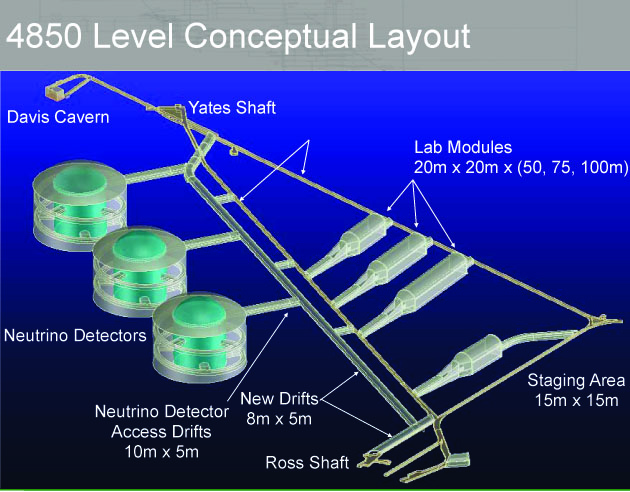 4850 Level Conceptual Layout
Davis Cavern
Yates Shaft
Lab Modules
20m x 20m x (50, 75, 100m)
Neutrino Detectors
Neutrino Detector
Access Drifts
10m x 5m
New Drifts
8m x 5m
Ross Shaft
Staging Area
15m x 15m